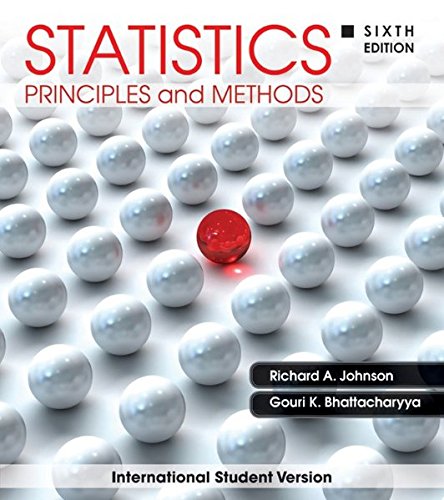 STATISTICS
SIXTH
EDITION
PRINCIPLES and METHODS
Richard A. Johnson
Gouri K. Bhattacharyya
International Student Version